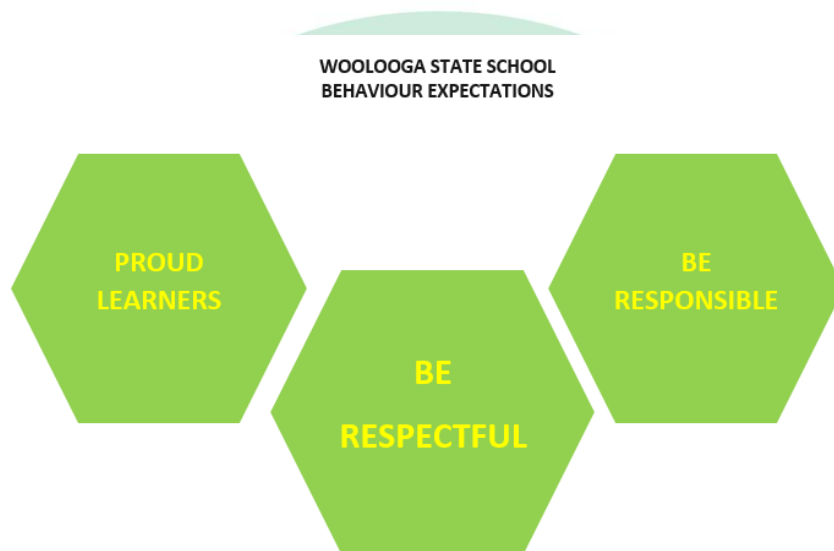 WOOLOOGA STATE SCHOOL
BEHAVIOUR EXPECTATIONS
PROUD
LEARNERS
BE
RESPECTFUL
BE
RESPONSIBLE